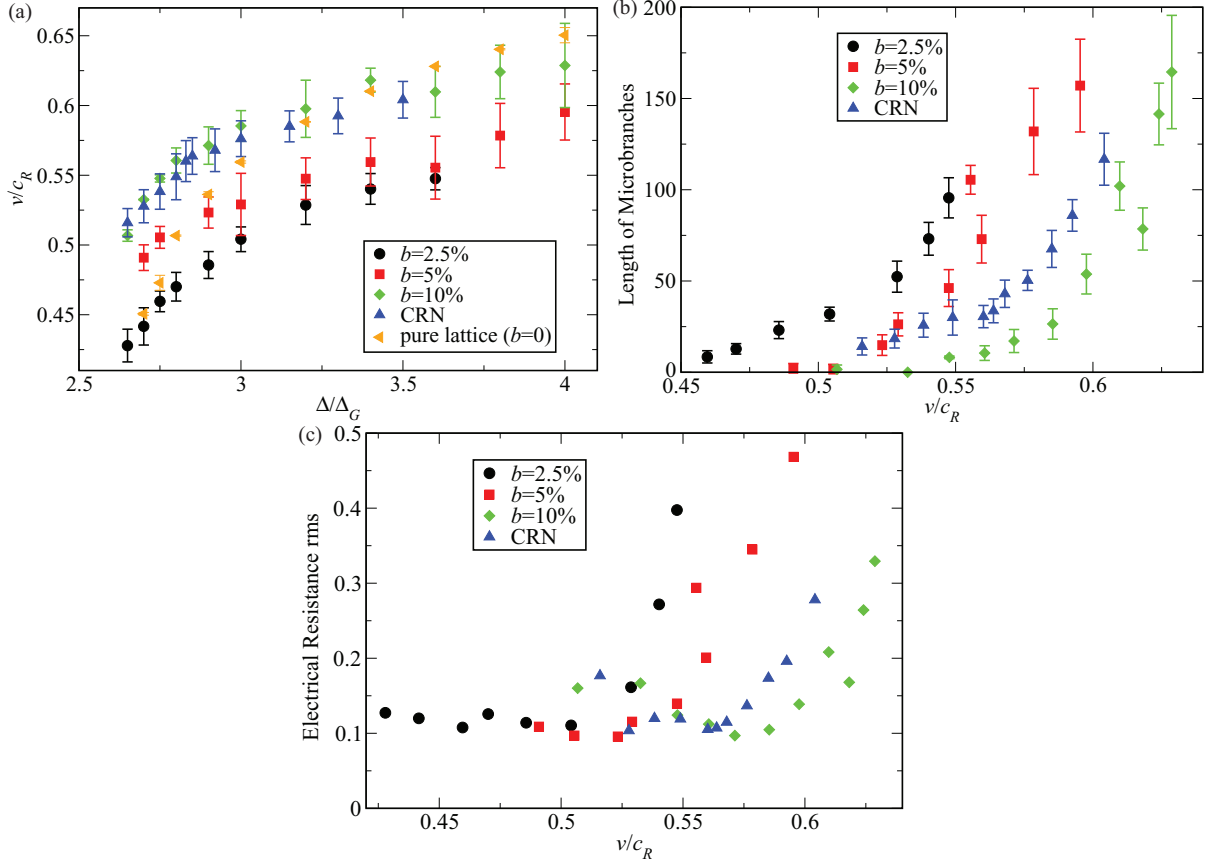 (a)
0.65
0.6
0.55
0.5
0.45
v/c_R
b=2.5%
b=5%
b=10%
CRN
pure lattice (b=0)
2.5
3
3.5
4
Δ/Δ_G
(b)
200
150
100
50
0
Length of Microbranches
b=2.5%
b=5%
b=10%
CRN
0.45
0.5
0.55
0.6
v/c_R
(c)
0.5
0.4
0.3
0.2
0.1
0
Electrical Resistance rms
b=2.5%
b=5%
b=10%
CRN
0.45
0.5
0.55
0.6
v/c_R